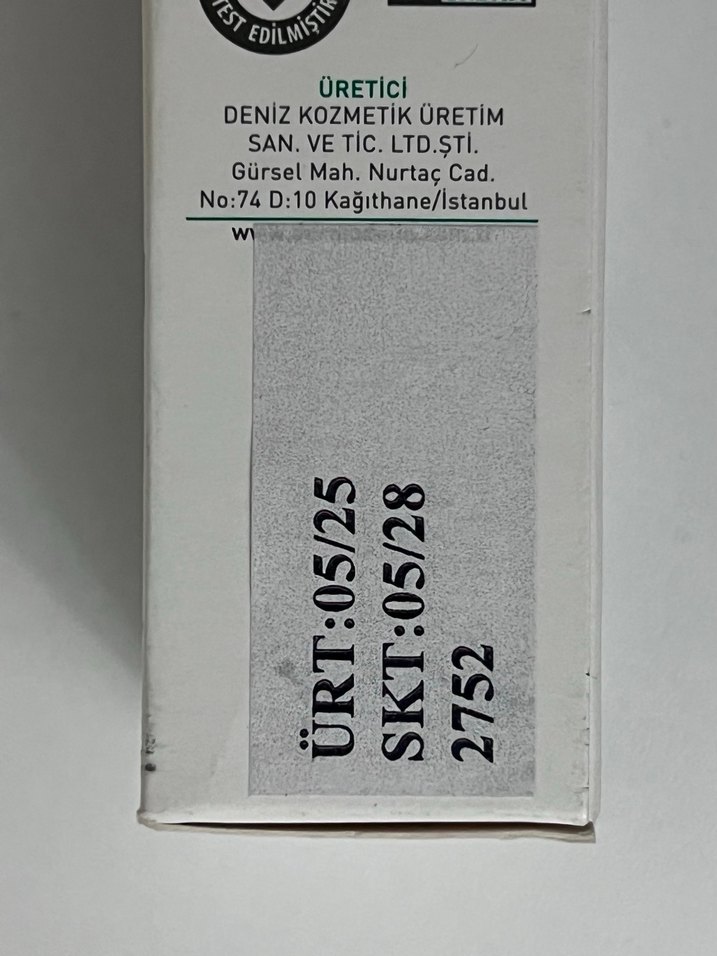 TEST EDİLMİŞTİR
ÜRETİCİ
DENİZ KOZMETİK ÜRETİM
SAN. VE TİC. LTD.ŞTİ.
Gürsel Mah. Nurtaç Cad.
No:74 D:10 Kağıthane/İstanbul
ÜRT:05/25
SKT:05/28
2752